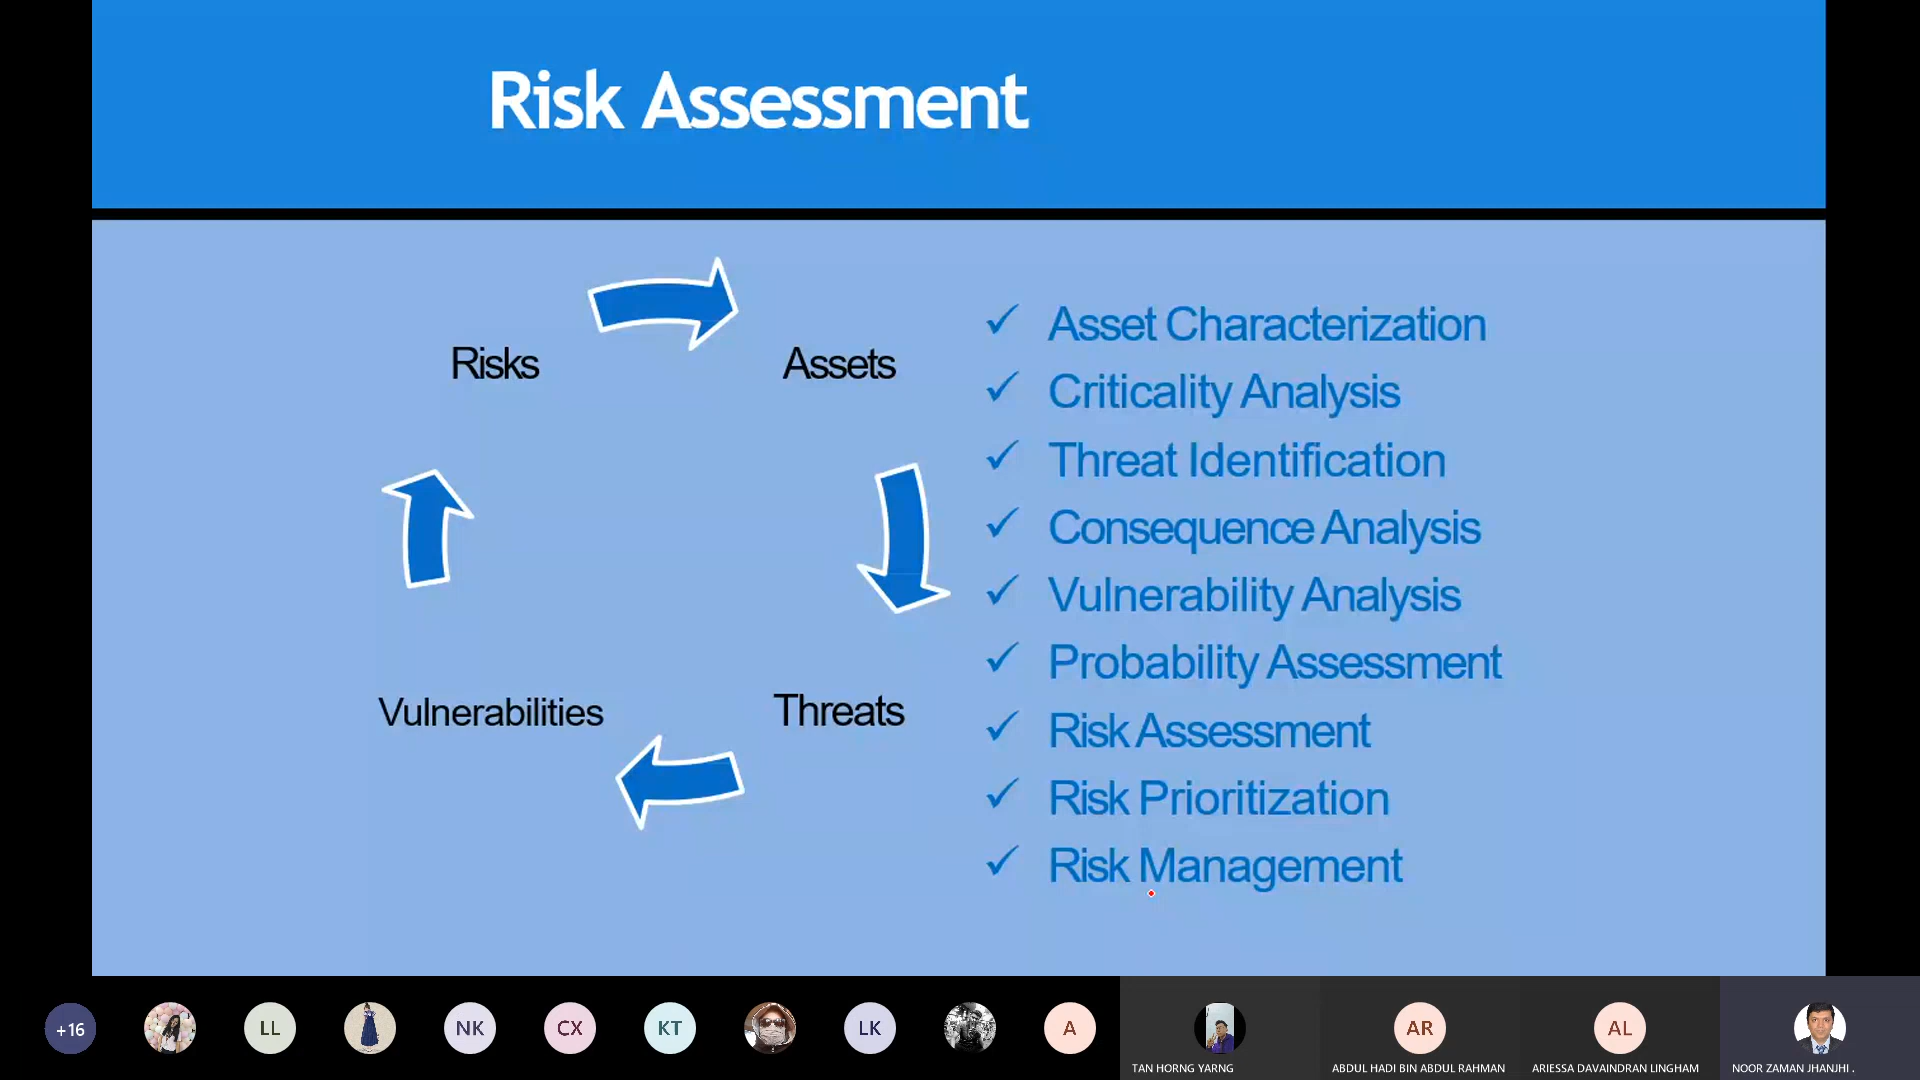 Risk Assessment
Risks
Assets
Vulnerabilities
Threats
✓ Asset Characterization
✓ Criticality Analysis
✓ Threat Identification
✓ Consequence Analysis
✓ Vulnerability Analysis
✓ Probability Assessment
✓ Risk Assessment
✓ Risk Prioritization
✓ Risk Management
+16
LL
NK
CX
KT
LK
A
AR
AL
TAN HORNG YARNG
ABDUL HADI BIN ABDUL RAHMAN
ARIESSA DAVAINDRAN LINGHAM
NOOR ZAMAN JHANJHI .